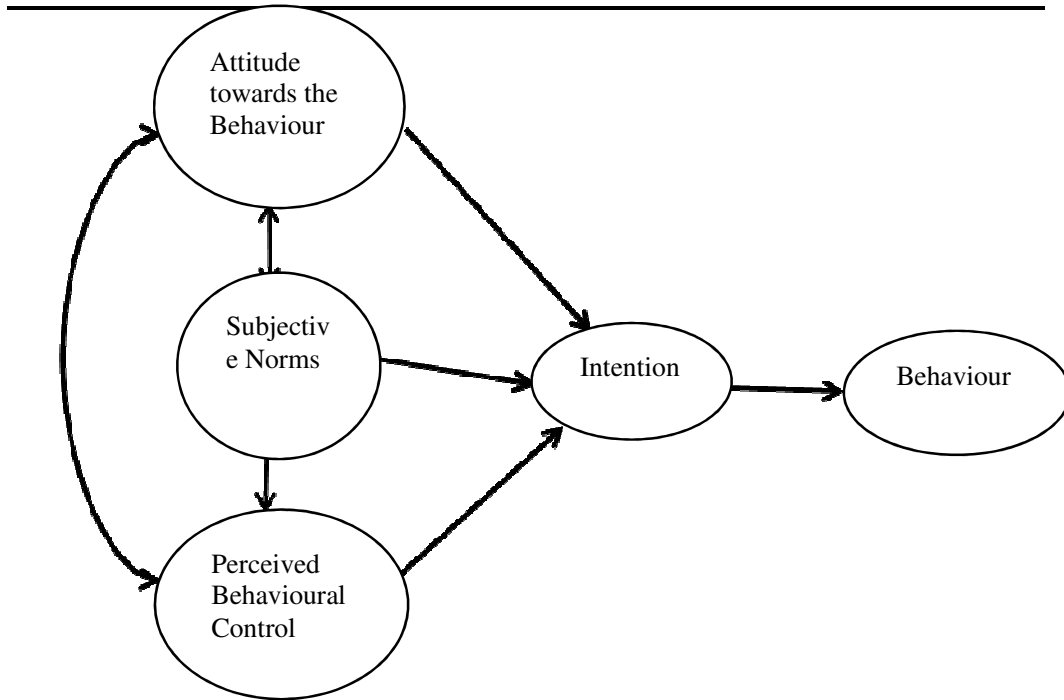 Attitude
towards the
Behaviour
Subjectiv
e Norms
Intention
Behaviour
Perceived
Behavioural
Control